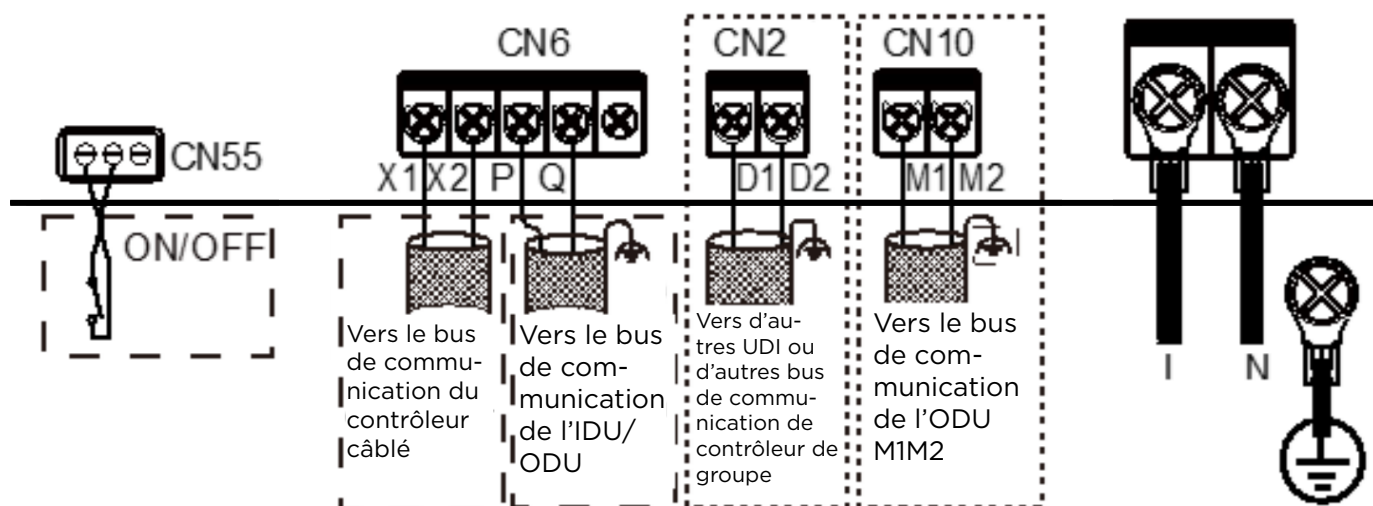 CN55
CN6
CN2
CN10
X1 X2 P Q
D1 D2
M1 M2
ON/OFF
Vers le bus
de commu-
nication du
contrôleur
câblé
Vers le bus
de com-
munication
de l'IDU/
ODU
Vers d'au-
tres UDI ou
d'autres bus
de commu-
nication de
contrôleur de
groupe
Vers le bus
de com-
munication
de l'ODU
M1M2
I
N